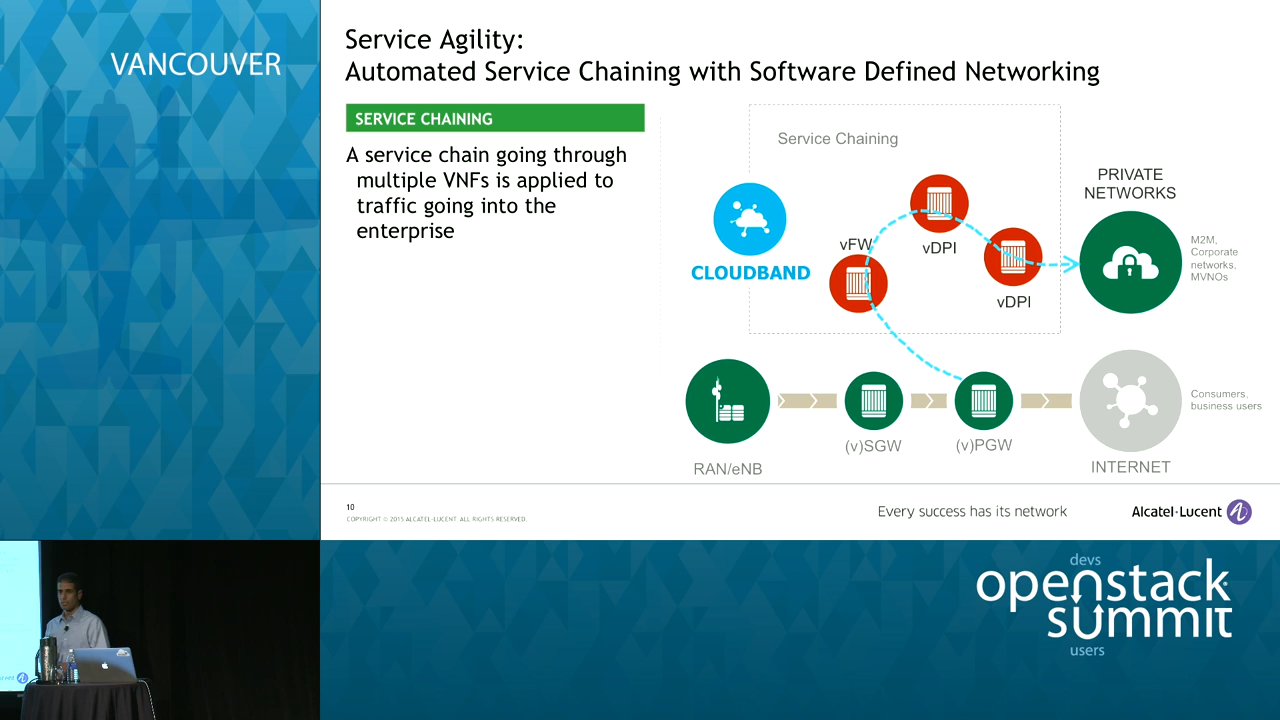 VANCOUVER
Service Agility:
Automated Service Chaining with Software Defined Networking
SERVICE CHAINING
A service chain going through
multiple VNFs is applied to
traffic going into the
enterprise
Service Chaining
CLOUDBAND
vFW
vDPI
vDPI
PRIVATE
NETWORKS
M2M,
Corporate
networks,
MVNOs
RAN/eNB
(v)SGW
(v)PGW
INTERNET
Consumers,
business users
10
COPYRIGHT © 2015 ALCATEL-LUCENT. ALL RIGHTS RESERVED.
Every success has its network
Alcatel·Lucent
devs
openstack
summit
users